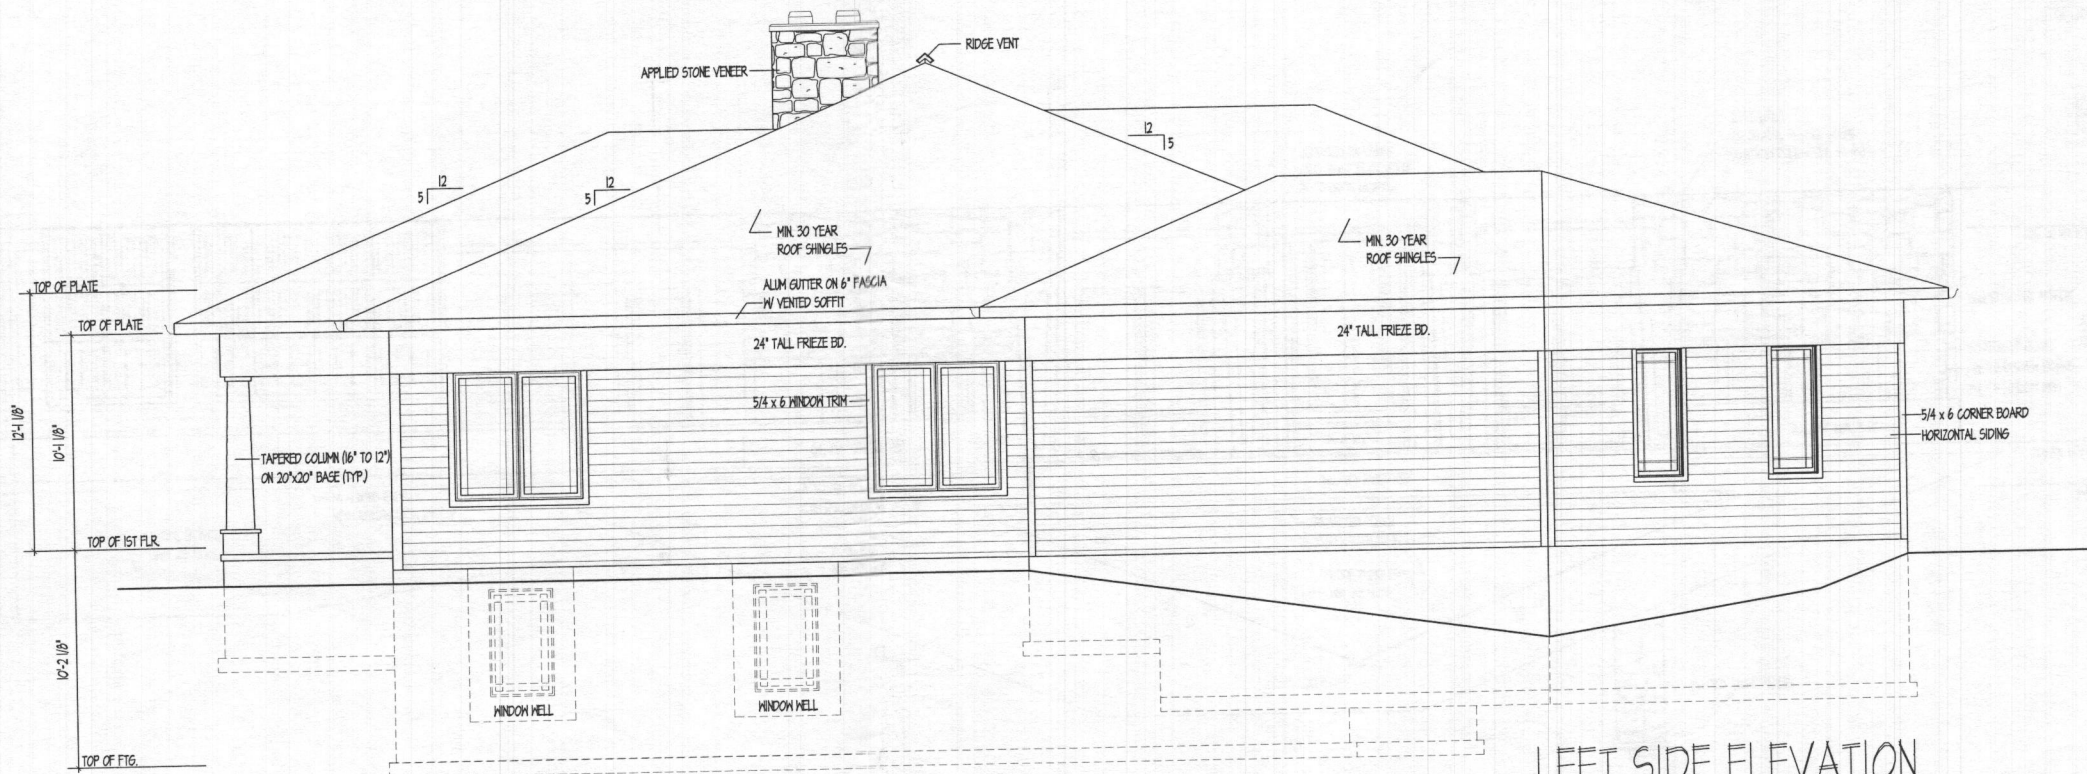 RIDGE VENT
APPLIED STONE VENEER
12
5
12
5
12
5
MIN. 30 YEAR
ROOF SHINGLES
MIN. 30 YEAR
ROOF SHINGLES
ALUM GUTTER ON 6" FASCIA
W/ VENTED SOFFIT
TOP OF PLATE
TOP OF PLATE
24" TALL FRIEZE BD.
24" TALL FRIEZE BD.
5/4 x 6 WINDOW TRIM
5/4 x 6 CORNER BOARD
HORIZONTAL SIDING
12'-1 1/8"
10'-1 1/8"
TAPERED COLUMN (16" TO 12")
ON 20"x20" BASE (TYP.)
TOP OF 1ST FLR.
10'-2 1/8"
WINDOW WELL
WINDOW WELL
TOP OF FTG.
LEFT SIDE ELEVATION